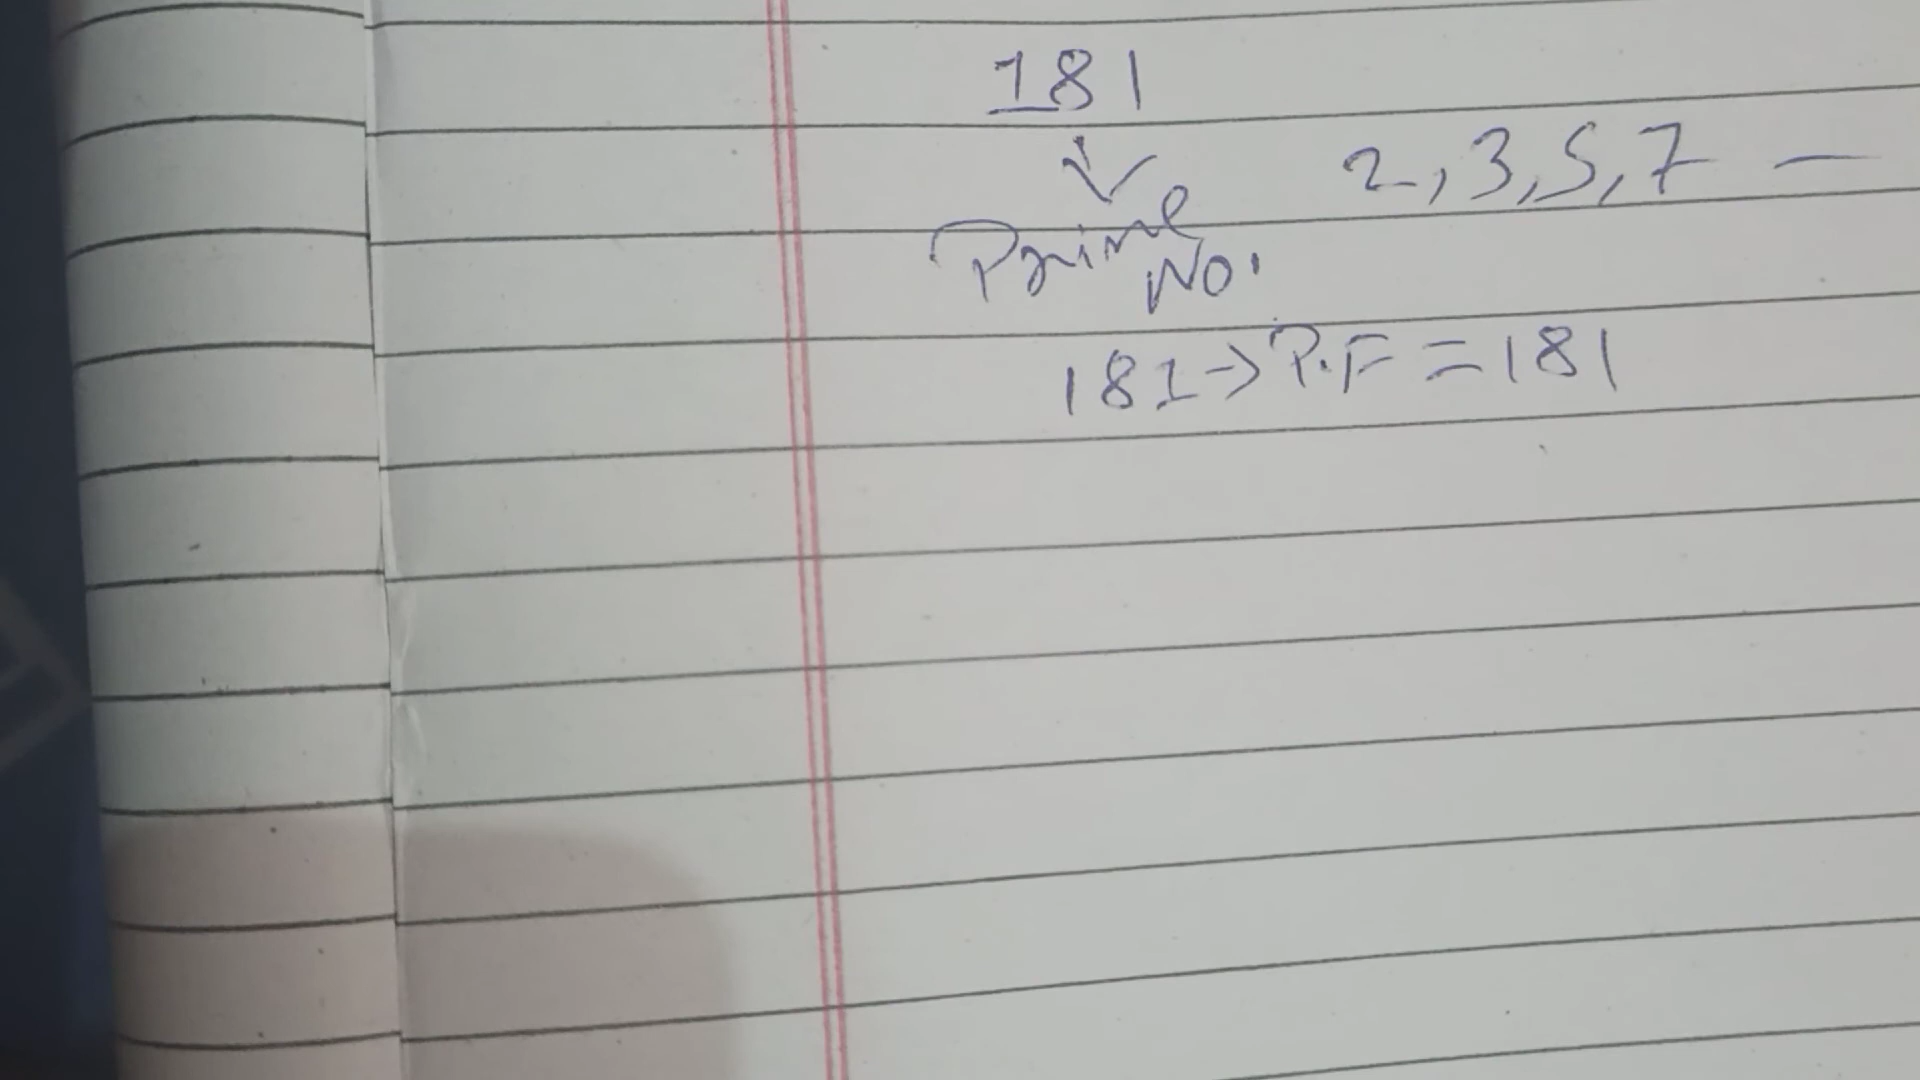 181
2, 3, 5, 7 —
Prime
No.
181 -> P.F = 181